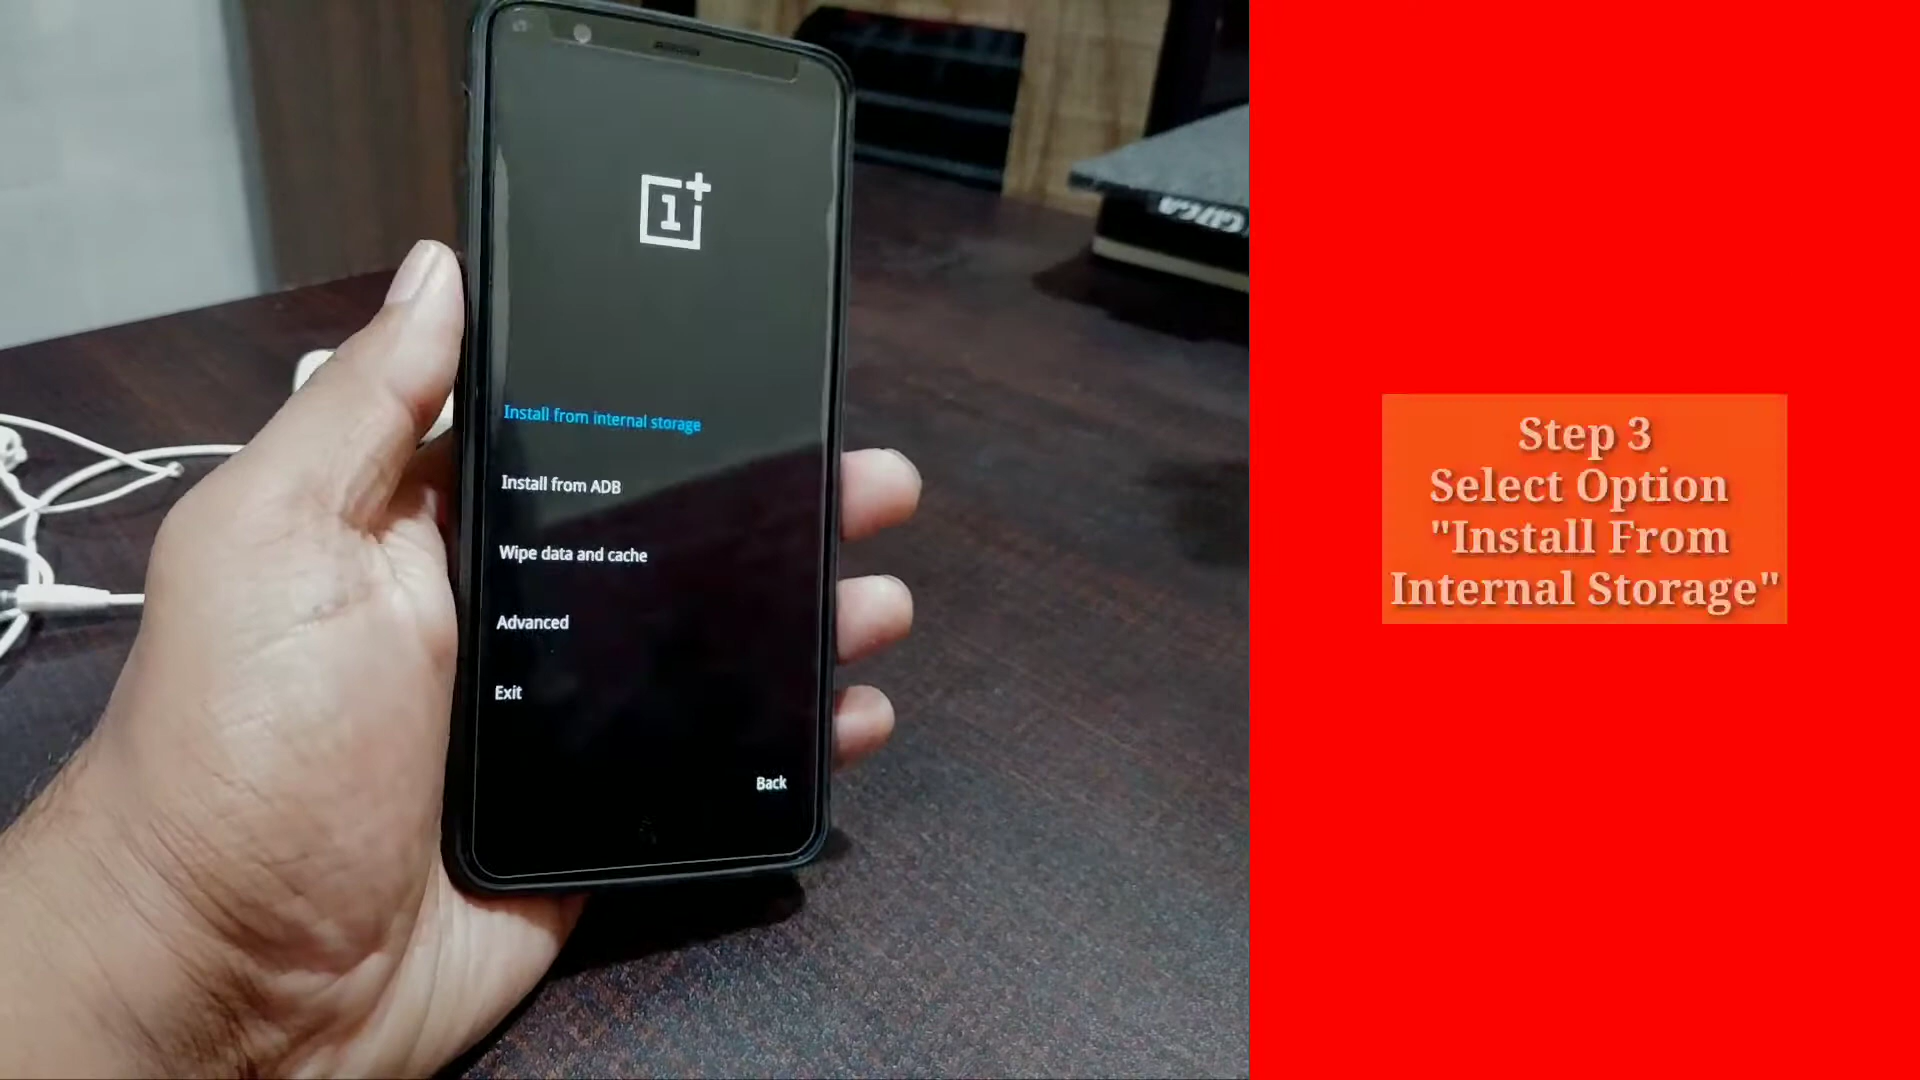 1+
Install from internal storage
Install from ADB
Wipe data and cache
Advanced
Exit
Back
Step 3
Select Option
"Install From
Internal Storage"